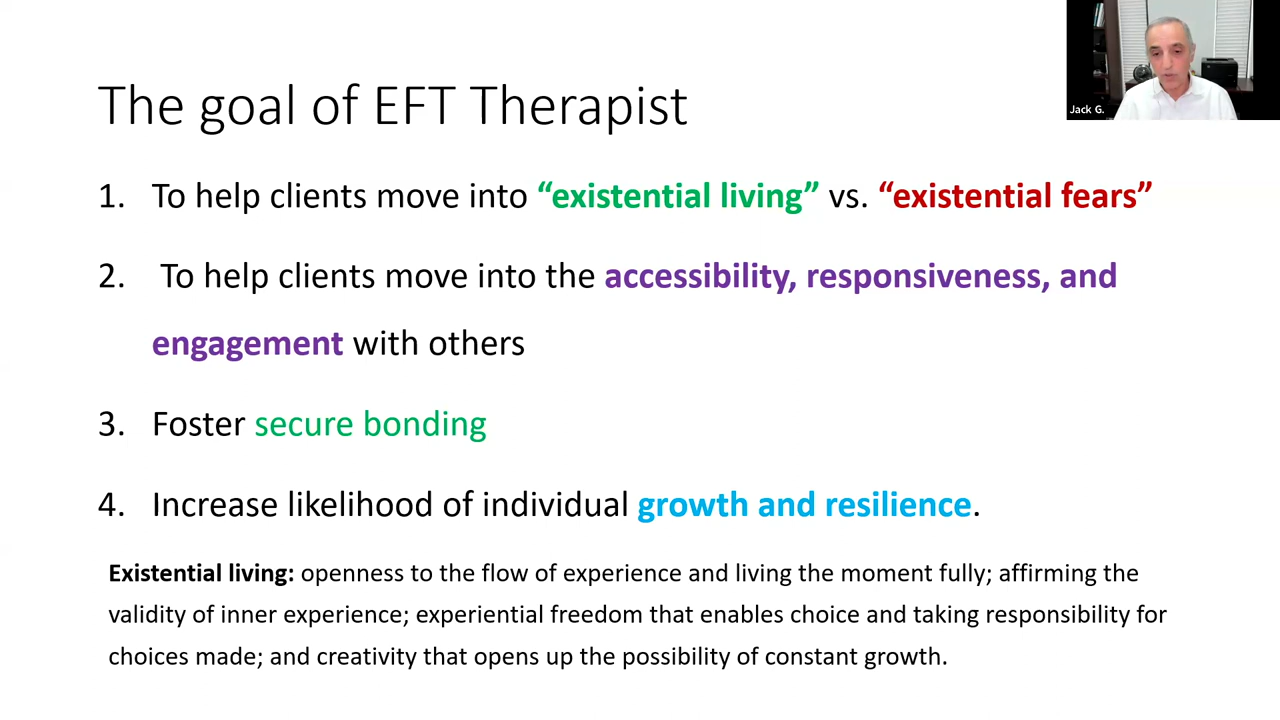 The goal of EFT Therapist
Jack G.
1. To help clients move into “existential living” vs. “existential fears”
2. To help clients move into the accessibility, responsiveness, and
engagement with others
3. Foster secure bonding
4. Increase likelihood of individual growth and resilience.
Existential living: openness to the flow of experience and living the moment fully; affirming the
validity of inner experience; experiential freedom that enables choice and taking responsibility for
choices made; and creativity that opens up the possibility of constant growth.